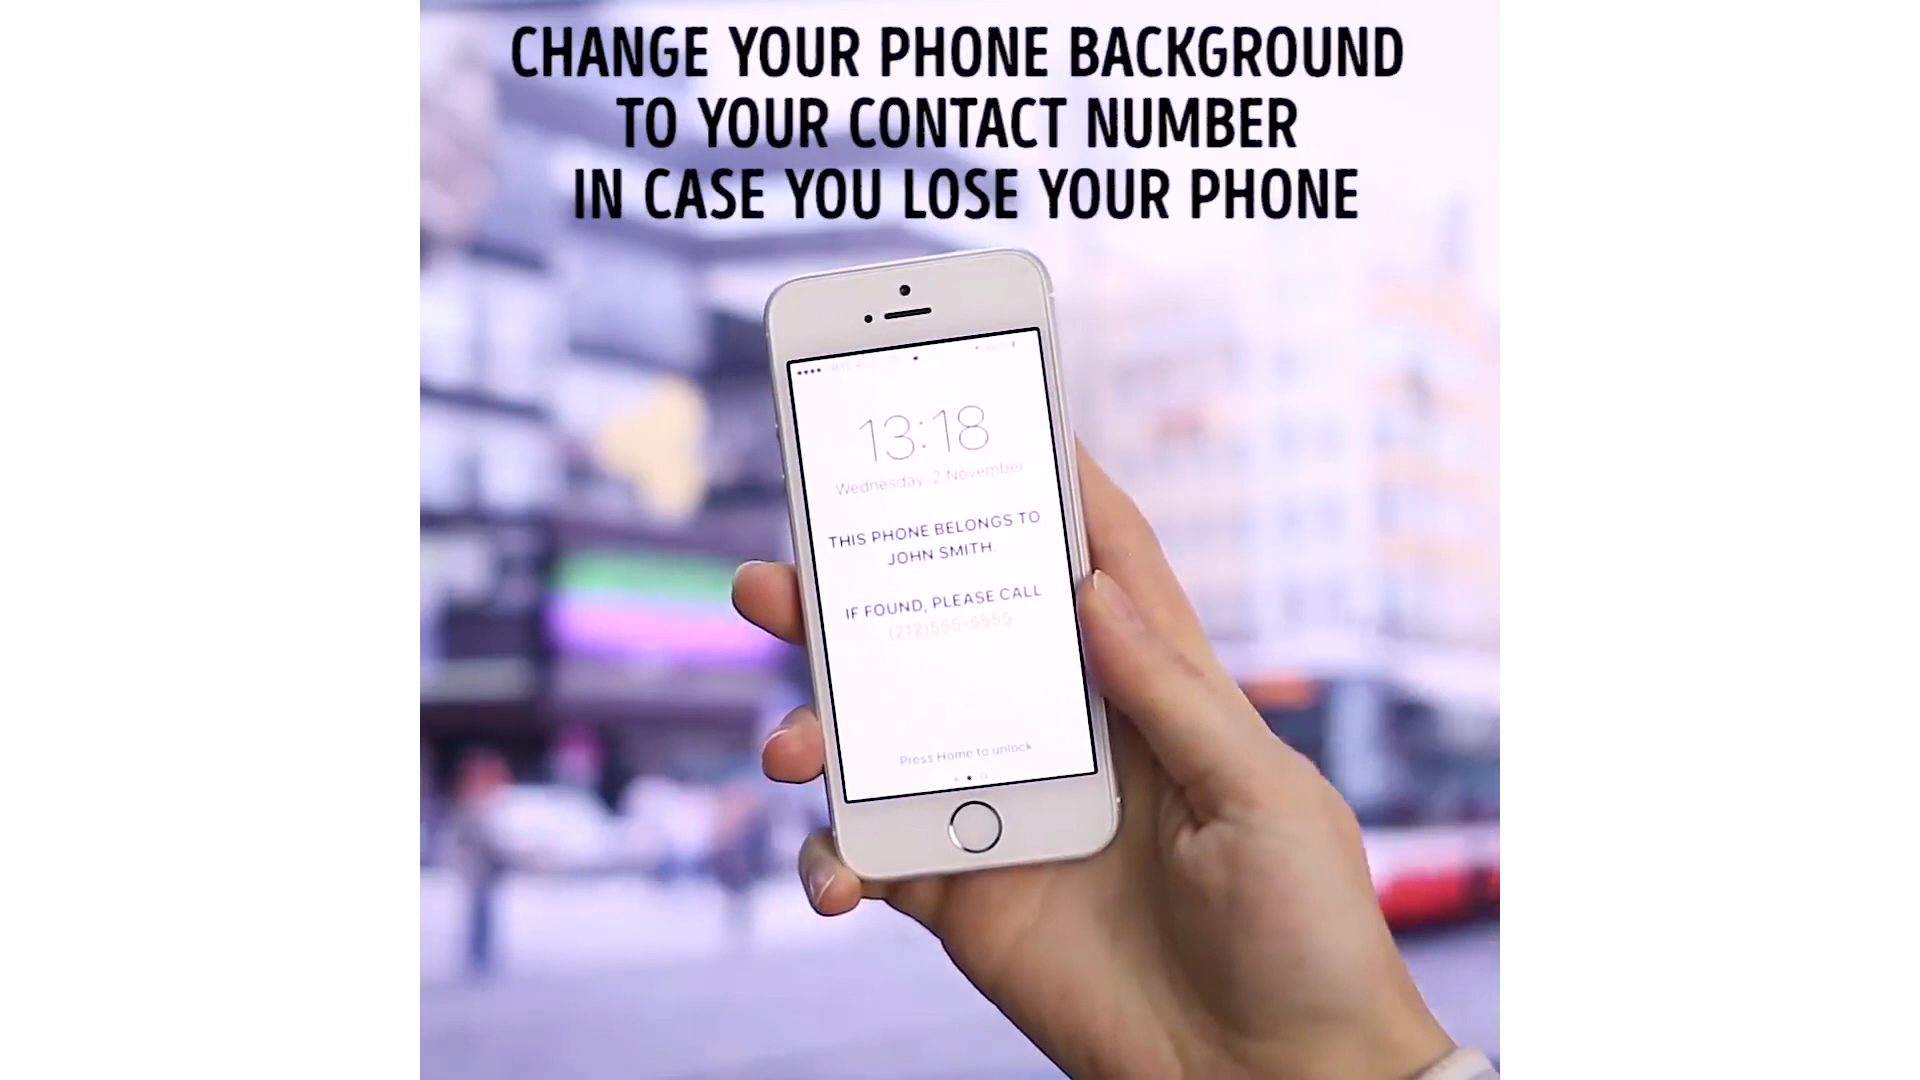 CHANGE YOUR PHONE BACKGROUND
TO YOUR CONTACT NUMBER
IN CASE YOU LOSE YOUR PHONE
13:18
Wednesday, 2 November
THIS PHONE BELONGS TO
JOHN SMITH.
IF FOUND, PLEASE CALL
(212)555-5555
Press Home to unlock